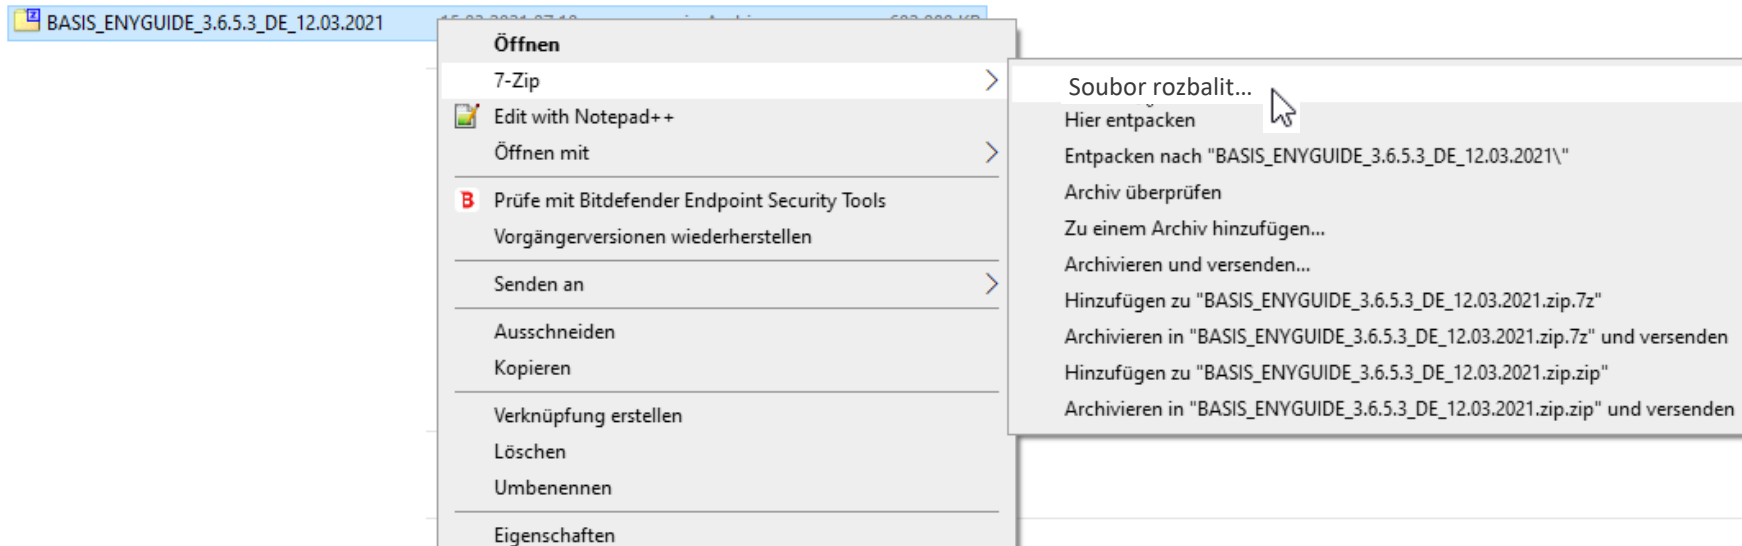 BASIS_ENYGUIDE_3.6.5.3_DE_12.03.2021
Öffnen
7-Zip
Edit with Notepad++
Öffnen mit
Prüfe mit Bitdefender Endpoint Security Tools
Vorgängerversionen wiederherstellen
Senden an
Ausschneiden
Kopieren
Verknüpfung erstellen
Löschen
Umbenennen
Eigenschaften
Soubor rozbalit...
Hier entpacken
Entpacken nach "BASIS_ENYGUIDE_3.6.5.3_DE_12.03.2021\"
Archiv überprüfen
Zu einem Archiv hinzufügen...
Archivieren und versenden...
Hinzufügen zu "BASIS_ENYGUIDE_3.6.5.3_DE_12.03.2021.zip.7z"
Archivieren in "BASIS_ENYGUIDE_3.6.5.3_DE_12.03.2021.zip.7z" und versenden
Hinzufügen zu "BASIS_ENYGUIDE_3.6.5.3_DE_12.03.2021.zip.zip"
Archivieren in "BASIS_ENYGUIDE_3.6.5.3_DE_12.03.2021.zip.zip" und versenden